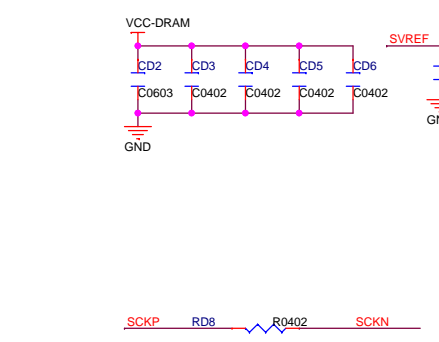 VCC-DRAM
SVREF
CD2 CD3 CD4 CD5 CD6
C0603 C0402 C0402 C0402 C0402
GND
SCKP RD8 R0402 SCKN